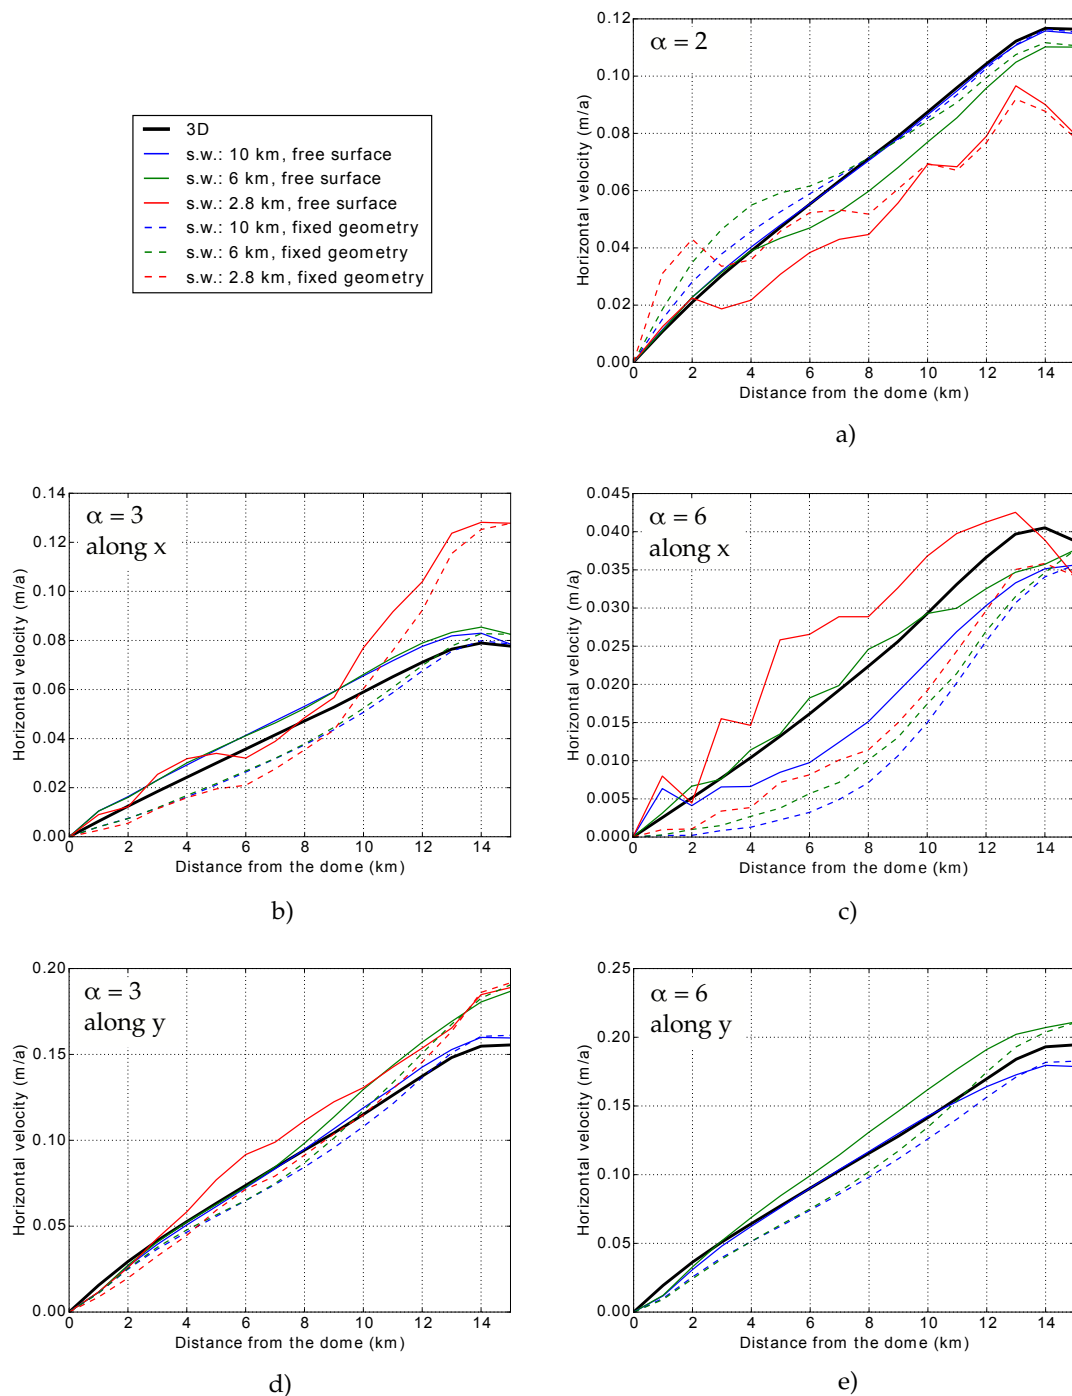 3D
s.w.: 10 km, free surface
s.w.: 6 km, free surface
s.w.: 2.8 km, free surface
s.w.: 10 km, fixed geometry
s.w.: 6 km, fixed geometry
s.w.: 2.8 km, fixed geometry
α = 2
Horizontal velocity (m/a)
0.12
0.10
0.08
0.06
0.04
0.02
0.00
0 2 4 6 8 10 12 14
Distance from the dome (km)
a)
α = 3
along x
Horizontal velocity (m/a)
0.14
0.12
0.10
0.08
0.06
0.04
0.02
0.00
0 2 4 6 8 10 12 14
Distance from the dome (km)
b)
α = 6
along x
Horizontal velocity (m/a)
0.045
0.040
0.035
0.030
0.025
0.020
0.015
0.010
0.005
0.000
0 2 4 6 8 10 12 14
Distance from the dome (km)
c)
α = 3
along y
Horizontal velocity (m/a)
0.20
0.15
0.10
0.05
0.00
0 2 4 6 8 10 12 14
Distance from the dome (km)
d)
α = 6
along y
Horizontal velocity (m/a)
0.25
0.20
0.15
0.10
0.05
0.00
0 2 4 6 8 10 12 14
Distance from the dome (km)
e)